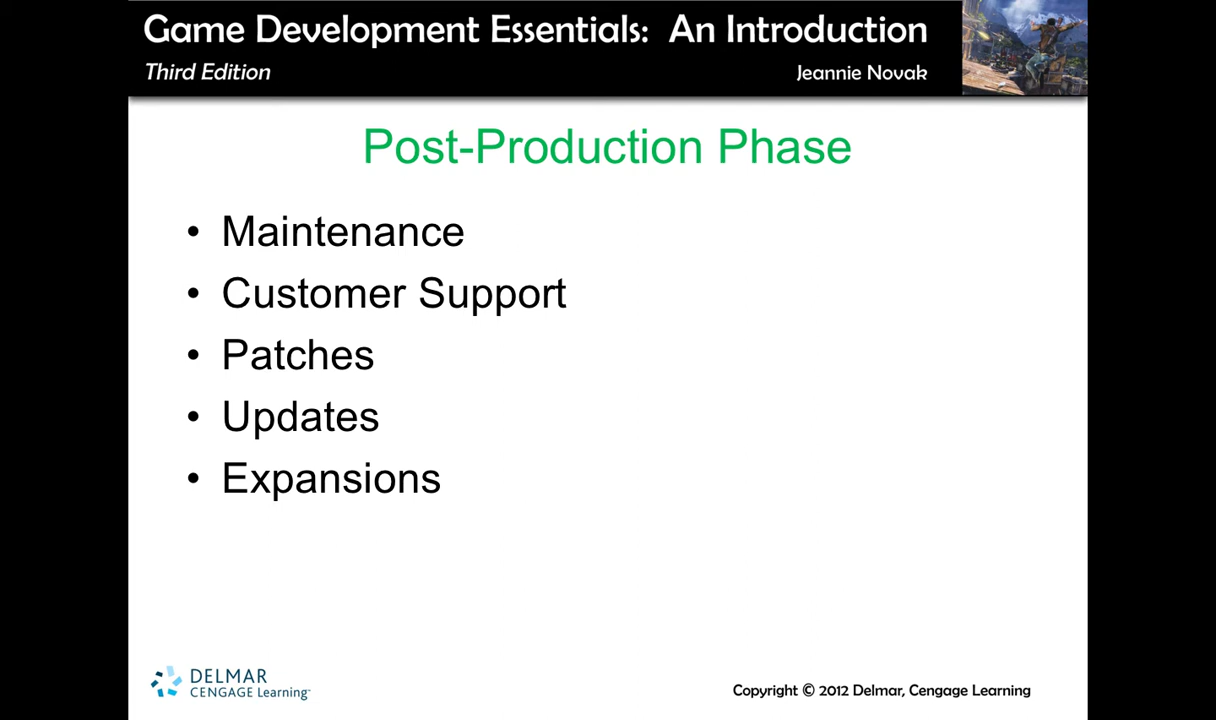 Game Development Essentials: An Introduction
Third Edition
Jeannie Novak
Post-Production Phase
• Maintenance
• Customer Support
• Patches
• Updates
• Expansions
DELMAR
CENGAGE Learning™
Copyright © 2012 Delmar, Cengage Learning